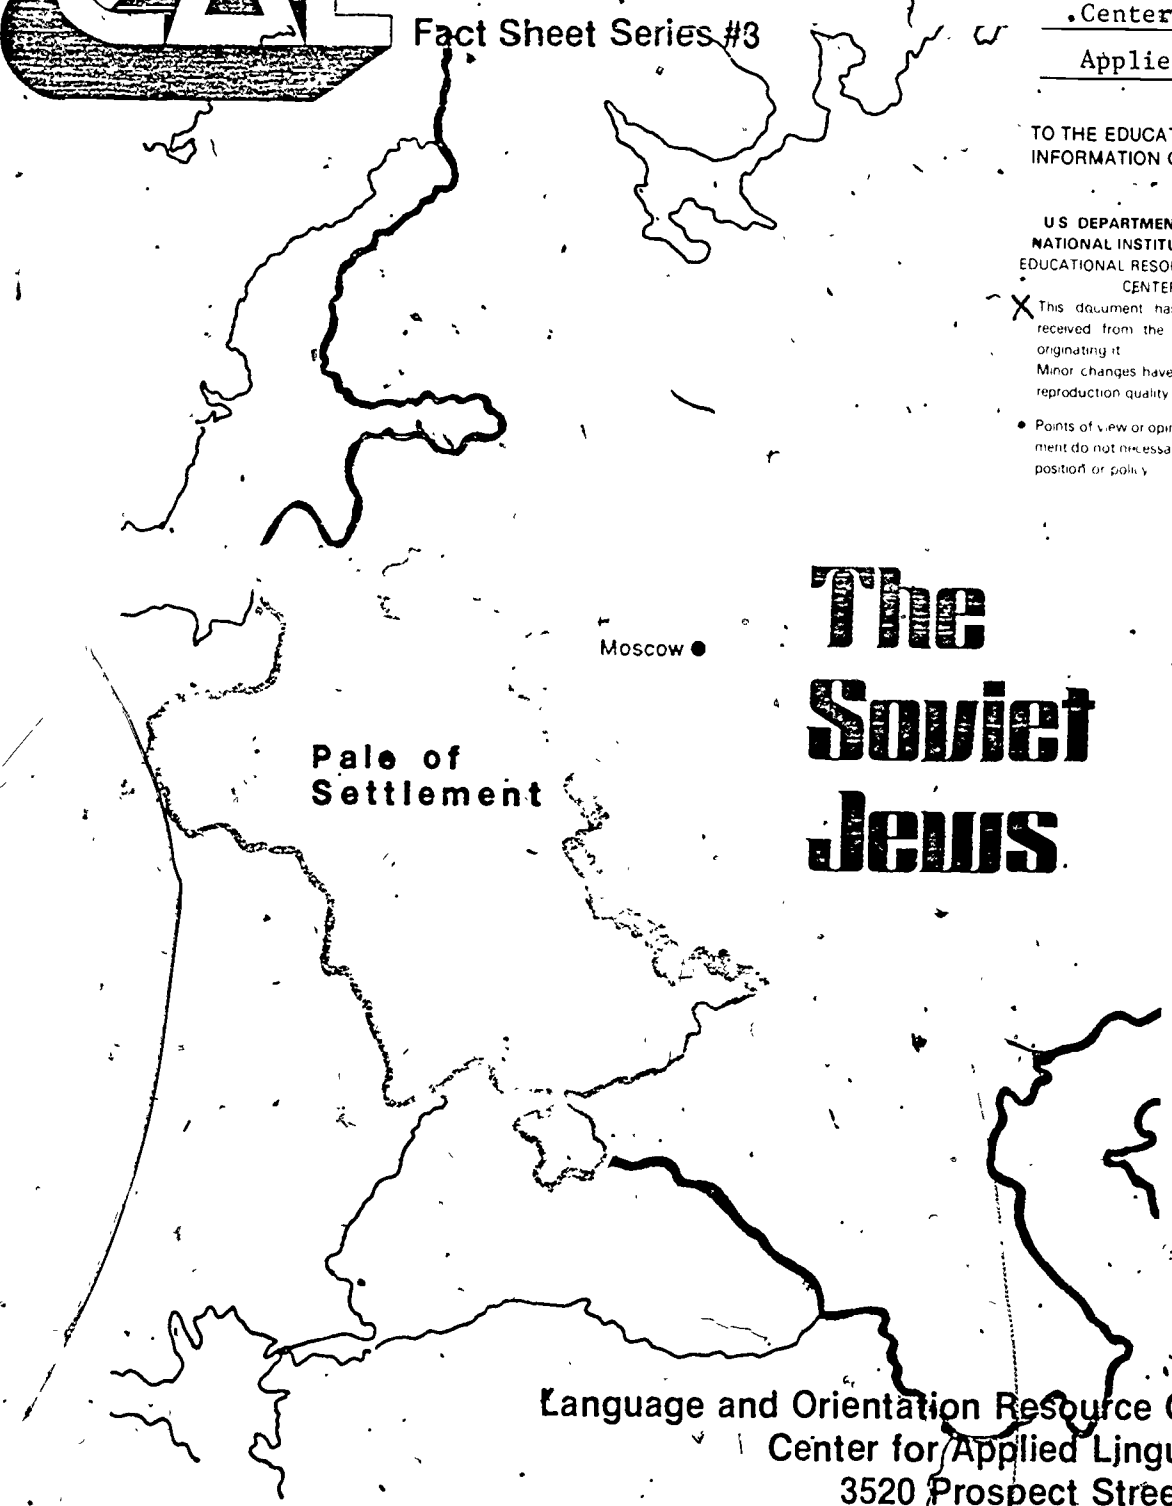 CAL
Fact Sheet Series #3
Center
Applie
TO THE EDUCAT
INFORMATION
U S DEPARTMEN
NATIONAL INSTITU
EDUCATIONAL RESO
CENTE
X This document ha
received from the
originating it
Minor changes have
reproduction quality
• Points of view or opi
ment do not necessa
position or policy
Moscow
The
Soviet
Jews
Pale of
Settlement
Language and Orientation Resource
Center for Applied Lingu
3520 Prospect Stree